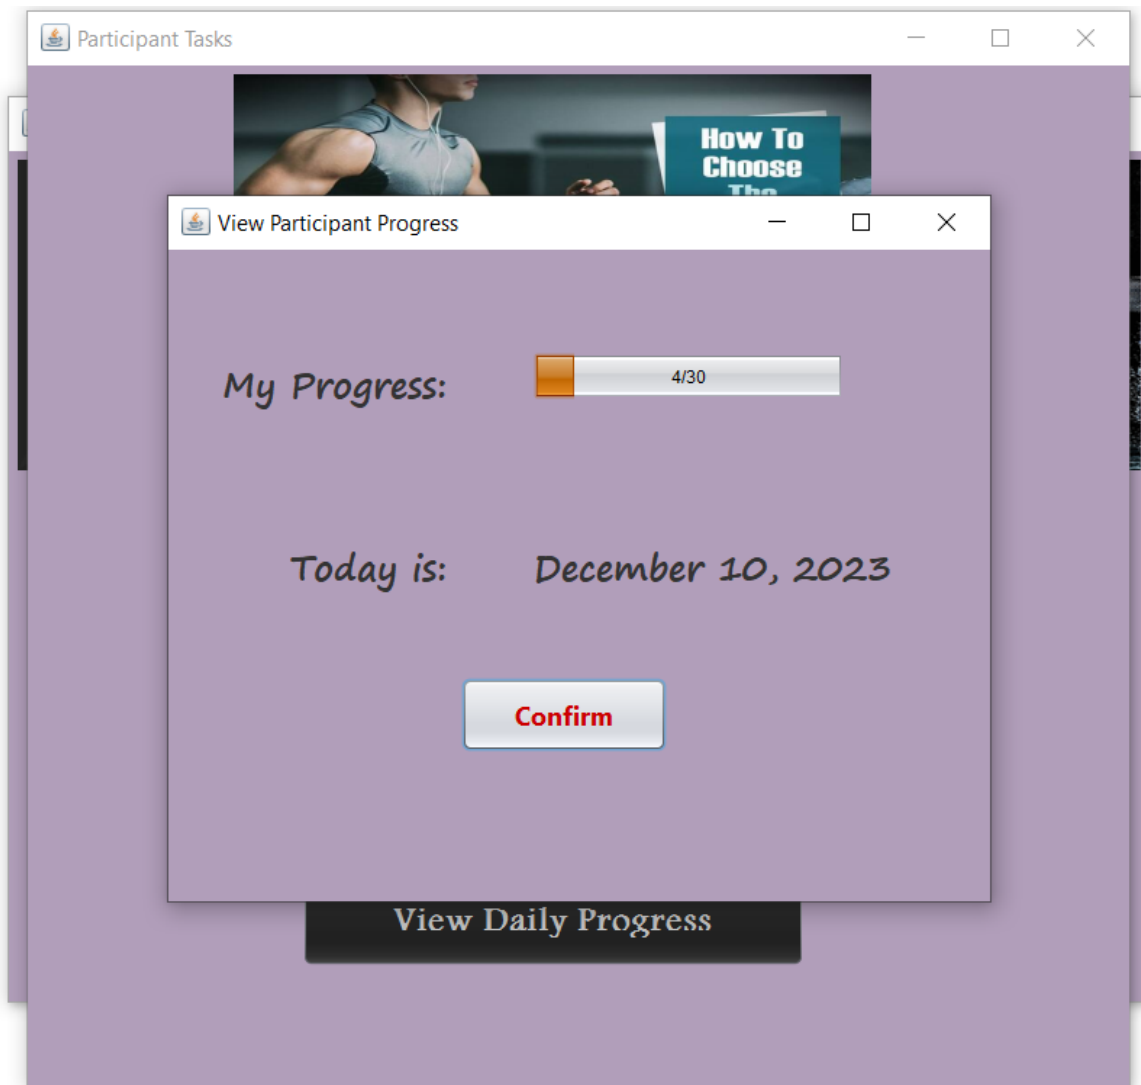 Participant Tasks
How To
Choose
The
View Participant Progress
My Progress:
4/30
Today is:
December 10, 2023
Confirm
View Daily Progress